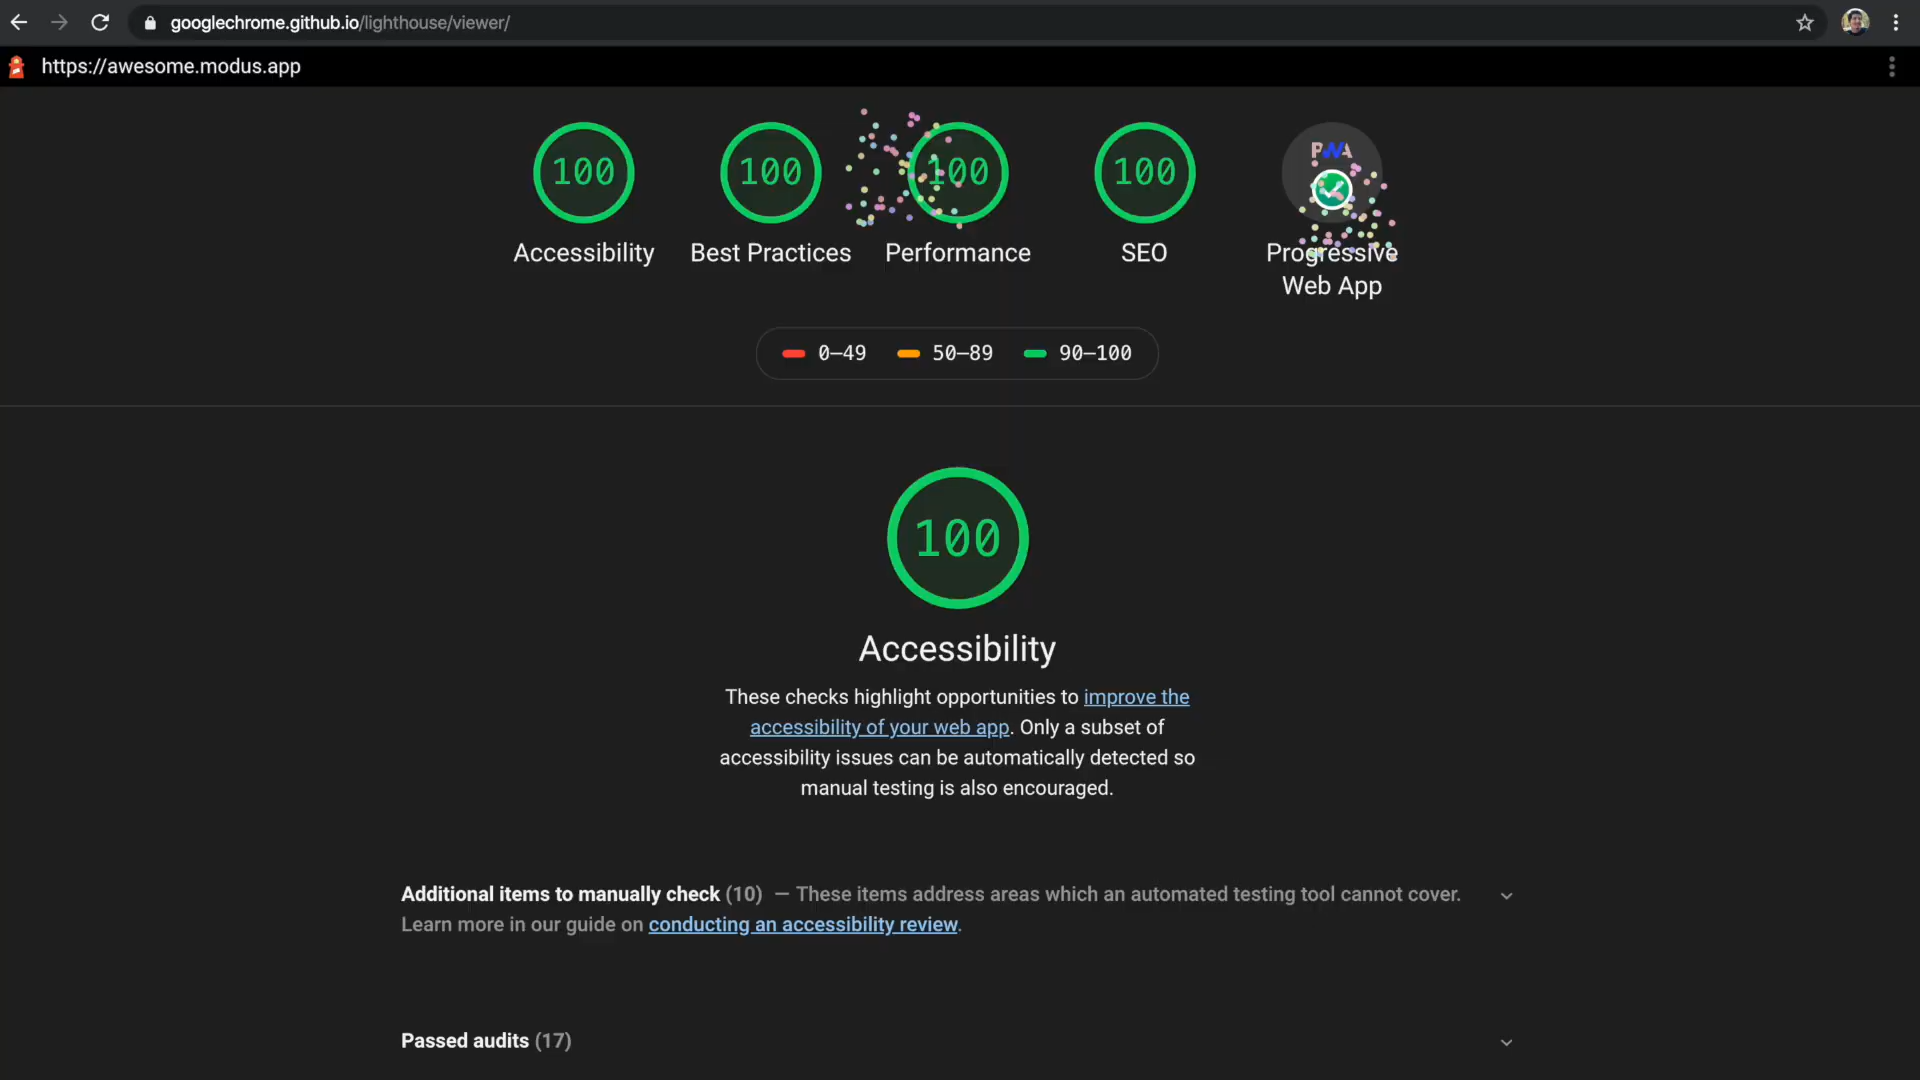 googlechrome.github.io/lighthouse/viewer/
https://awesome.modus.app
100
100
100
100
PWA
Accessibility
Best Practices
Performance
SEO
Progressive
Web App
0–49
50–89
90–100
100
Accessibility
These checks highlight opportunities to improve the
accessibility of your web app. Only a subset of
accessibility issues can be automatically detected so
manual testing is also encouraged.
Additional items to manually check (10) — These items address areas which an automated testing tool cannot cover.
Learn more in our guide on conducting an accessibility review.
Passed audits (17)